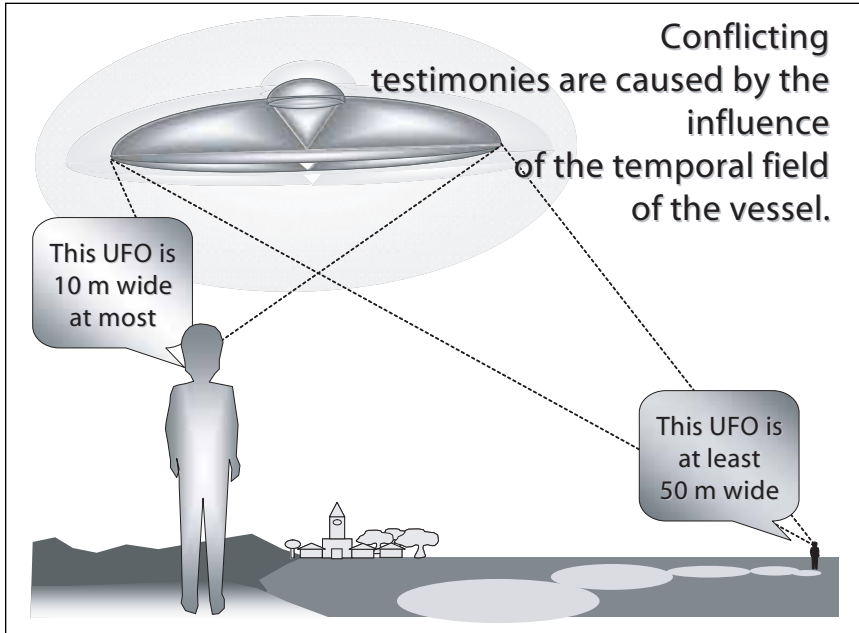 Conflicting
testimonies are caused by the
influence
of the temporal field
of the vessel.
This UFO is
10 m wide
at most
This UFO is
at least
50 m wide